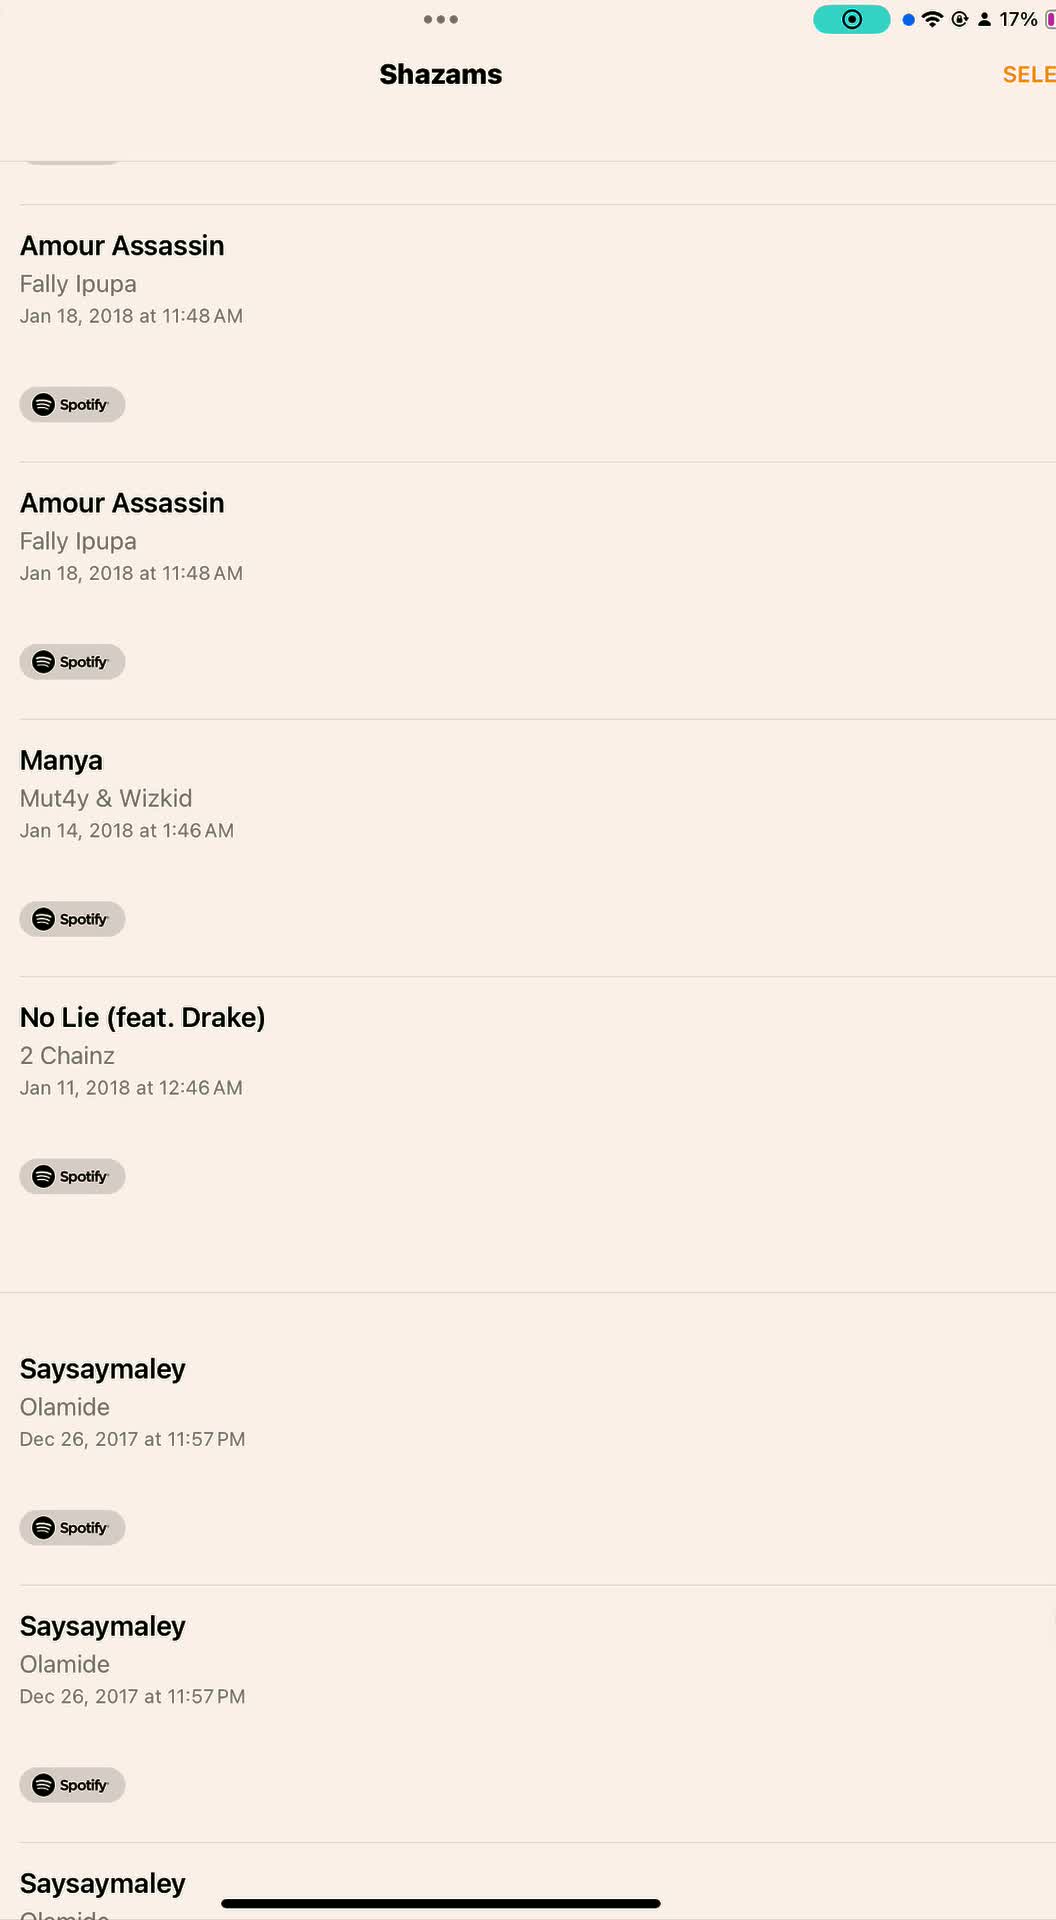 17%
Shazams
SELE
Amour Assassin
Fally Ipupa
Jan 18, 2018 at 11:48 AM
Spotify
Amour Assassin
Fally Ipupa
Jan 18, 2018 at 11:48 AM
Spotify
Manya
Mut4y & Wizkid
Jan 14, 2018 at 1:46 AM
Spotify
No Lie (feat. Drake)
2 Chainz
Jan 11, 2018 at 12:46 AM
Spotify
Saysaymaley
Olamide
Dec 26, 2017 at 11:57 PM
Spotify
Saysaymaley
Olamide
Dec 26, 2017 at 11:57 PM
Spotify
Saysaymaley
Olamide